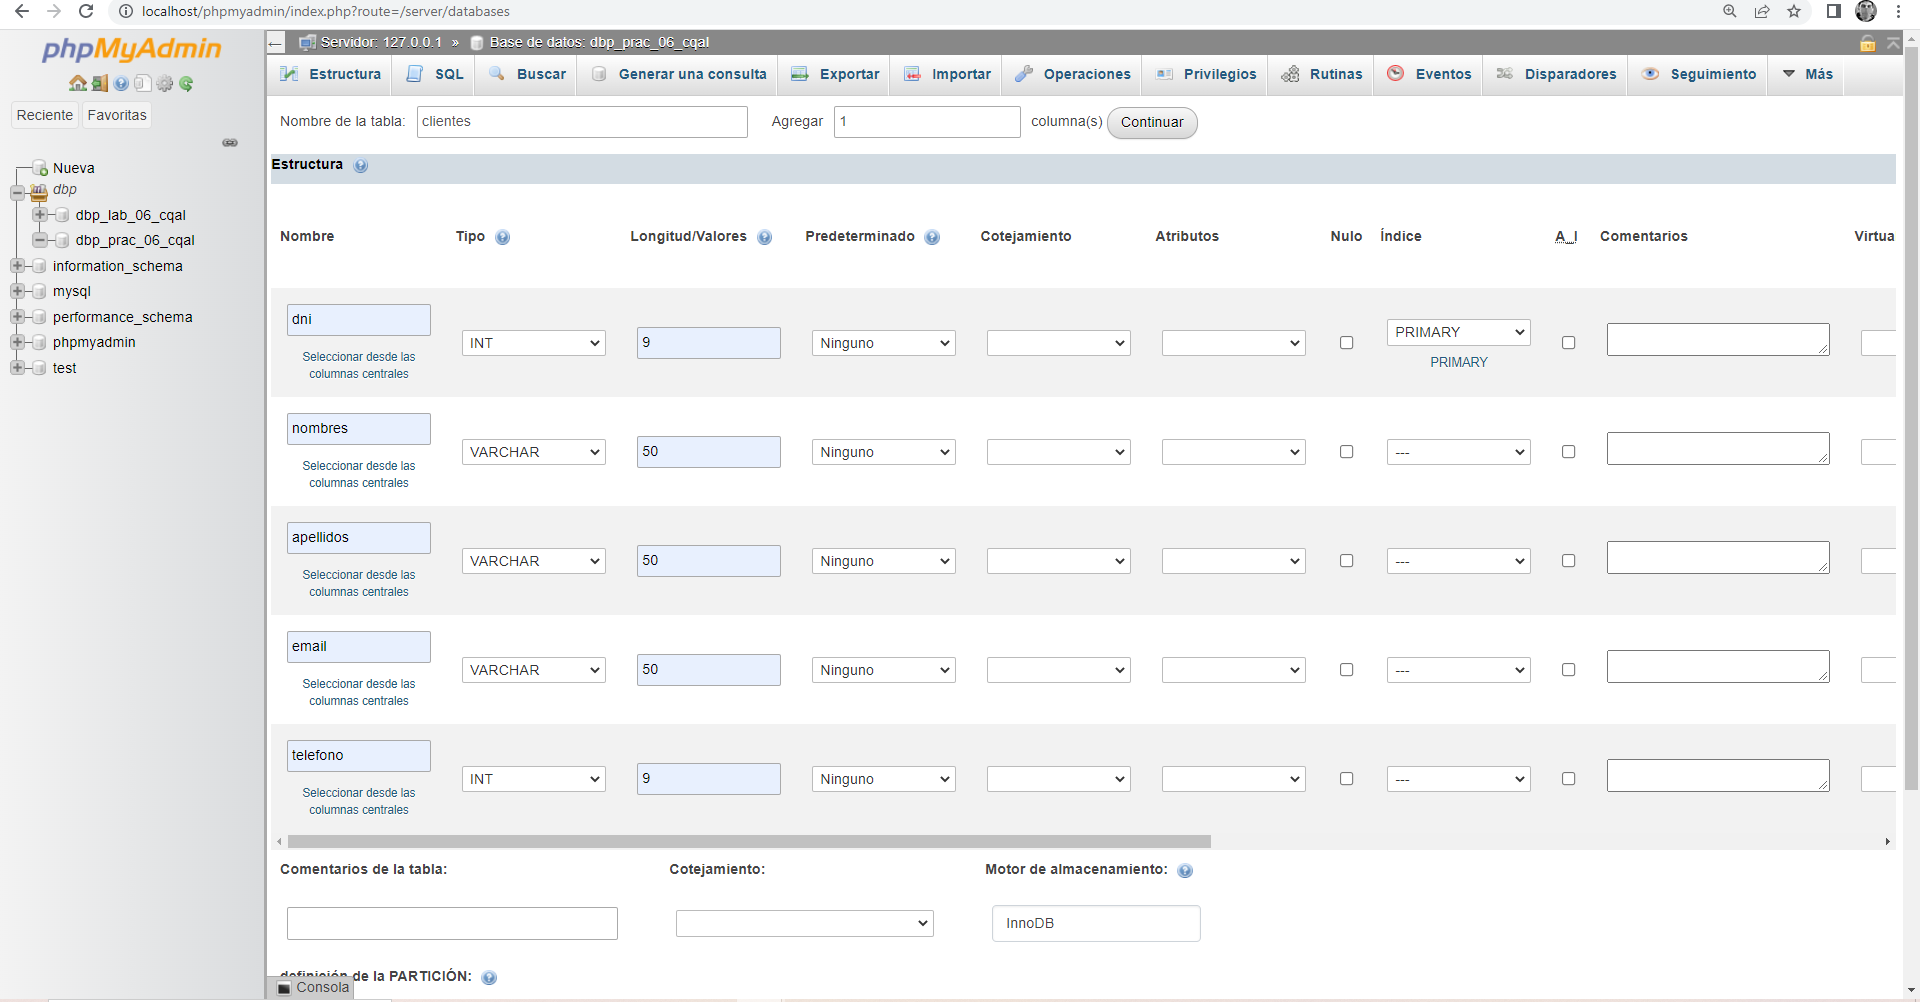 localhost/phpmyadmin/index.php?route=/server/databases
phpMyAdmin
Reciente Favoritas
Nueva
dbp
dbp_lab_06_cqal
dbp_prac_06_cqal
information_schema
mysql
performance_schema
phpmyadmin
test
Servidor: 127.0.0.1 » Base de datos: dbp_prac_06_cqal
Estructura SQL Buscar Generar una consulta Exportar Importar Operaciones Privilegios Rutinas Eventos Disparadores Seguimiento Más
Nombre de la tabla: clientes Agregar 1 columna(s) Continuar
Estructura
Nombre Tipo Longitud/Valores Predeterminado Cotejamiento Atributos Nulo Índice A_I Comentarios Virtua
dni INT 9 Ninguno PRIMARY
Seleccionar desde las
columnas centrales
PRIMARY
nombres VARCHAR 50 Ninguno ---
Seleccionar desde las
columnas centrales
apellidos VARCHAR 50 Ninguno ---
Seleccionar desde las
columnas centrales
email VARCHAR 50 Ninguno ---
Seleccionar desde las
columnas centrales
telefono INT 9 Ninguno ---
Seleccionar desde las
columnas centrales
Comentarios de la tabla: Cotejamiento: Motor de almacenamiento:
InnoDB
definición de la PARTICIÓN:
Consola